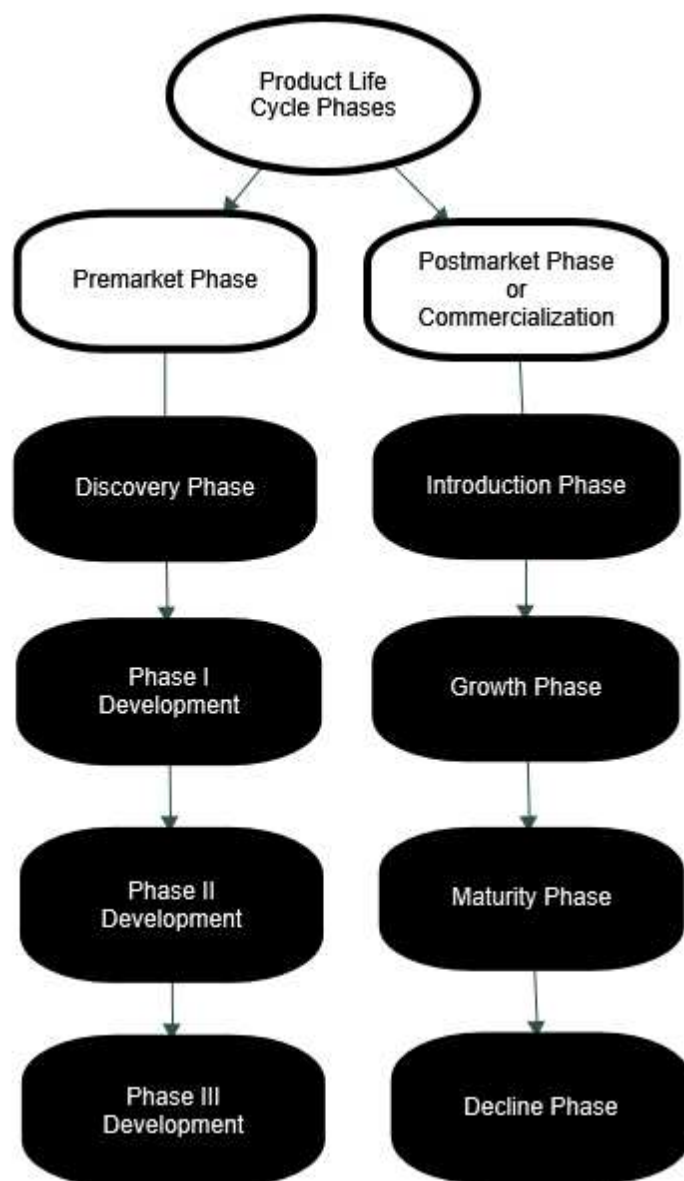 Product Life
Cycle Phases
Premarket Phase
Postmarket Phase
or
Commercialization
Discovery Phase
Introduction Phase
Phase I
Development
Growth Phase
Phase II
Development
Maturity Phase
Phase III
Development
Decline Phase